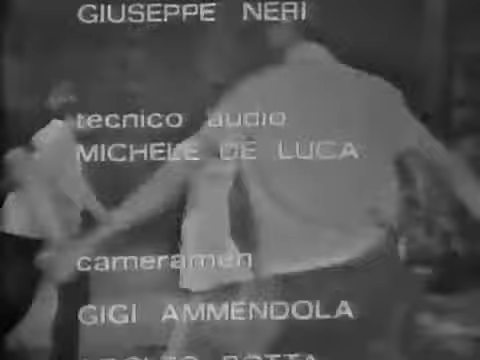 GIUSEPPE NERI
tecnico audio
MICHELE DE LUCA
cameramen
GIGI AMMENDOLA